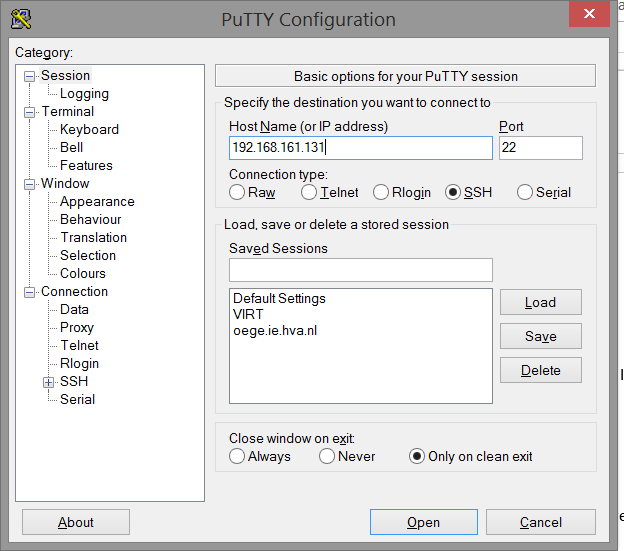 PuTTY Configuration
Category:
Session
Logging
Terminal
Keyboard
Bell
Features
Window
Appearance
Behaviour
Translation
Selection
Colours
Connection
Data
Proxy
Telnet
Rlogin
SSH
Serial
Basic options for your PuTTY session
Specify the destination you want to connect to
Host Name (or IP address) Port
192.168.161.131 22
Connection type:
Raw Telnet Rlogin SSH Serial
Load, save or delete a stored session
Saved Sessions
Default Settings
VIRT
oege.ie.hva.nl
Load
Save
Delete
Close window on exit:
Always Never Only on clean exit
About Open Cancel